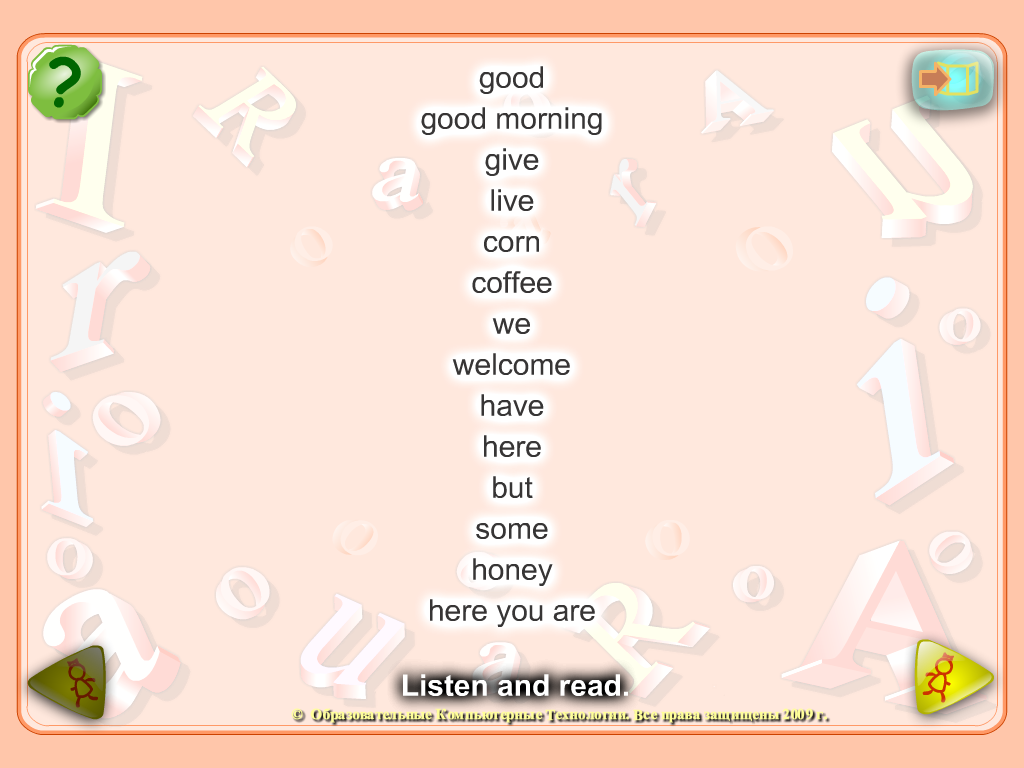 good
good morning
give
live
corn
coffee
we
welcome
have
here
but
some
honey
here you are
Listen and read.
© Образовательные Компьютерные Технологии. Все права защищены 2009 г.